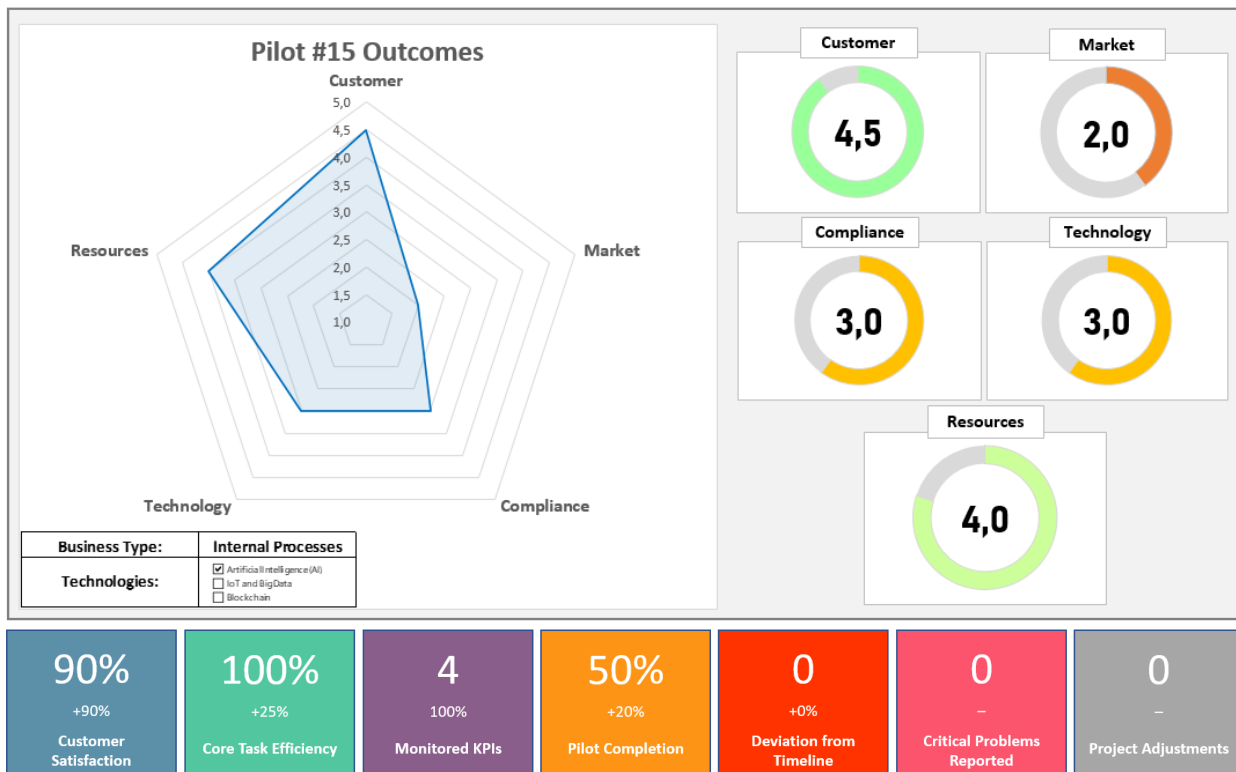 Pilot #15 Outcomes
Customer
5,0
4,5
4,0
3,5
3,0
2,5
2,0
1,5
1,0
Resources
Market
Technology
Compliance
Business Type: Internal Processes
Technologies:
Artificial Intelligence (AI)
IoT and BigData
Blockchain
Customer
4,5
Market
2,0
Compliance
3,0
Technology
3,0
Resources
4,0
90%
+90%
Customer
Satisfaction
100%
+25%
Core Task Efficiency
4
100%
Monitored KPIs
50%
+20%
Pilot Completion
0
+0%
Deviation from
Timeline
0
–
Critical Problems
Reported
0
–
Project Adjustments